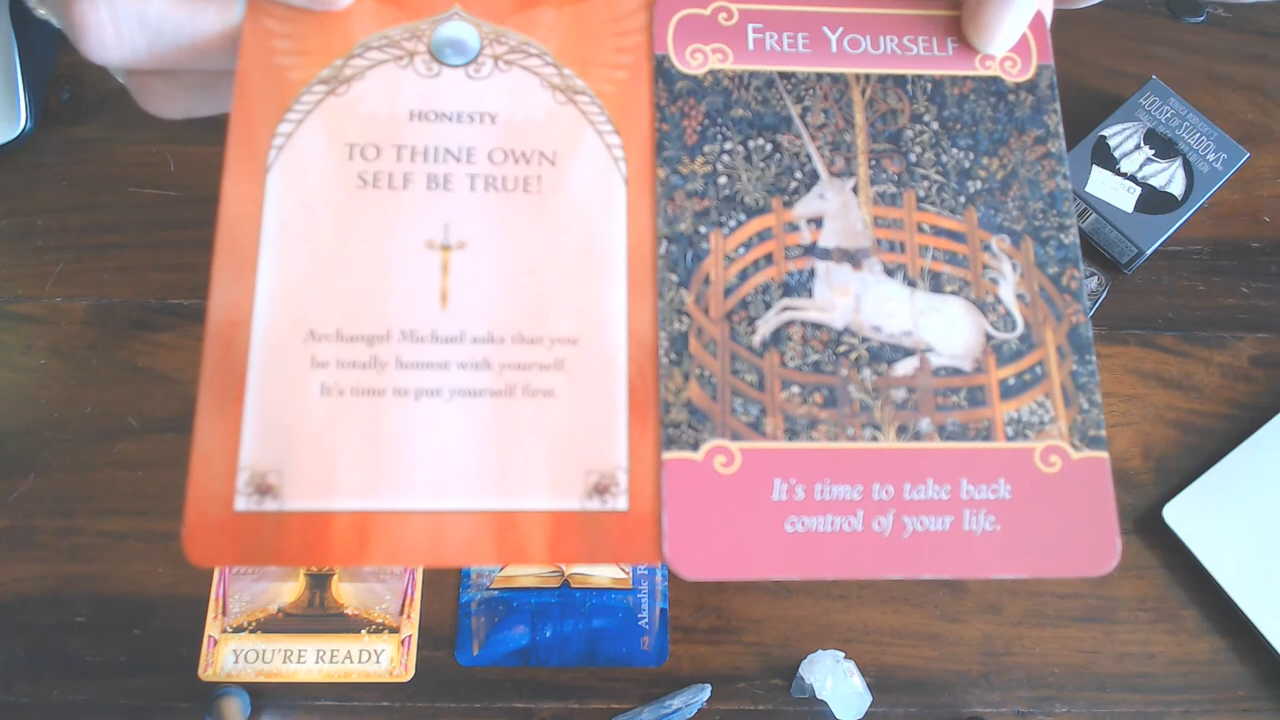 HONESTY
TO THINE OWN
SELF BE TRUE!
Archangel Michael asks that you
be totally honest with yourself.
It's time to put yourself first.
FREE YOURSELF
It's time to take back
control of your life.
HOUSE OF SHADOWS
YOU'RE READY
Akashic R